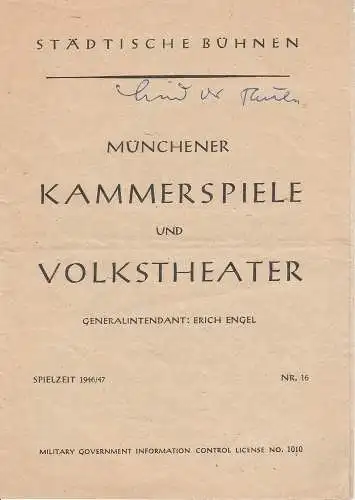 STÄDTISCHE BÜHNEN
MÜNCHENER
KAMMERSPIELE
UND
VOLKSTHEATER
GENERALINTENDANT: ERICH ENGEL
SPIELZEIT 1946/47 NR. 16
MILITARY GOVERNMENT INFORMATION CONTROL LICENSE NO. 1010